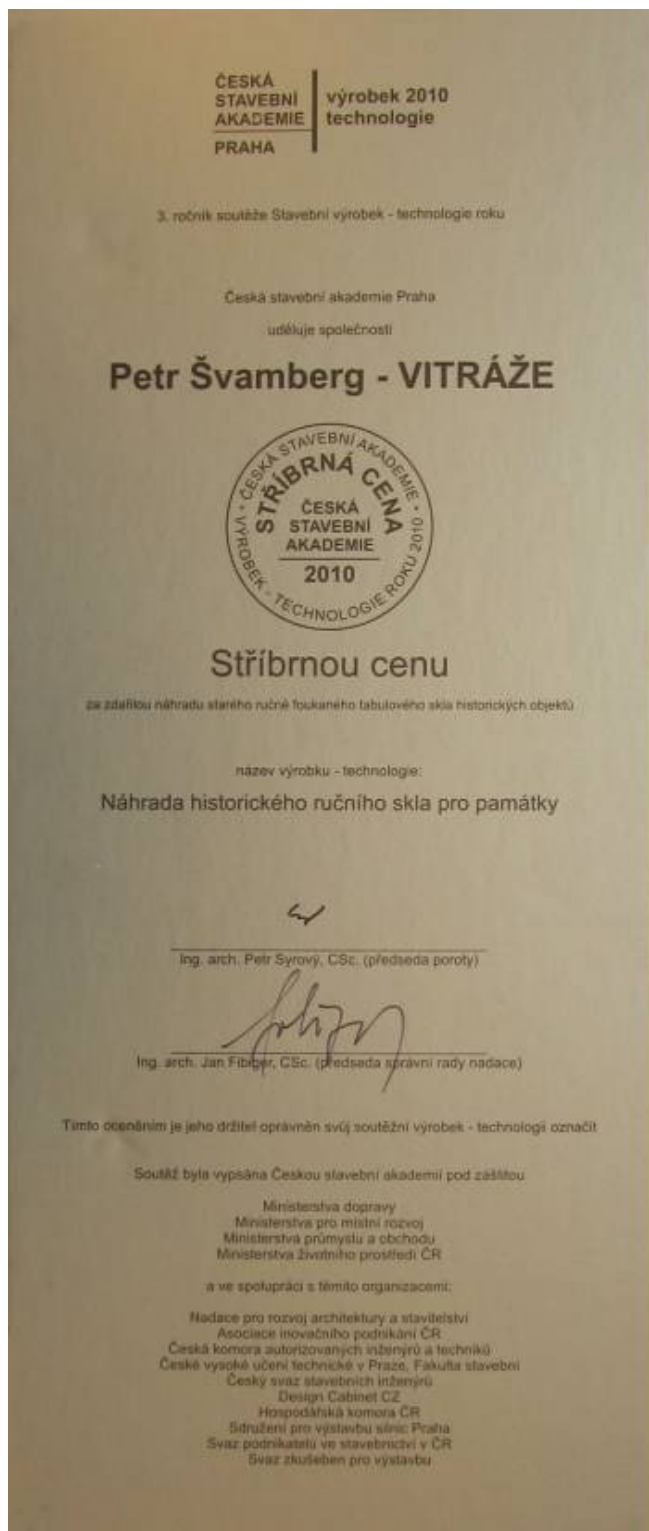 ČESKÁ
STAVEBNÍ
AKADEMIE
PRAHA
výrobek 2010
technologie
3. ročník soutěže Stavební výrobek - technologie roku
Česká stavební akademie Praha
uděluje společnosti
Petr Švamberg - VITRÁŽE
ČESKÁ STAVEBNÍ AKADEMIE
STŘÍBRNÁ CENA
ČESKÁ
STAVEBNÍ
AKADEMIE
2010
VÝROBEK - TECHNOLOGIE ROKU 2010
Stříbrnou cenu
za zdařilou náhradu starého ručně foukaného tabulového skla historických objektů
název výrobku - technologie:
Náhrada historického ručního skla pro památky
Ing. arch. Petr Syrový, CSc. (předseda poroty)
Ing. arch. Jan Fibiger, CSc. (předseda správní rady nadace)
Tímto oceněním je jeho držitel oprávněn svůj soutěžní výrobek - technologii označit
Soutěž byla vypsána Českou stavební akademií pod záštitou
Ministerstva dopravy
Ministerstva pro místní rozvoj
Ministerstva průmyslu a obchodu
Ministerstva životního prostředí ČR
a ve spolupráci s těmito organizacemi:
Nadace pro rozvoj architektury a stavitelství
Asociace inovačního podnikání ČR
Česká komora autorizovaných inženýrů a techniků
České vysoké učení technické v Praze, Fakulta stavební
Český svaz stavebních inženýrů
Design Cabinet CZ
Hospodářská komora ČR
Sdružení pro výstavbu silnic Praha
Svaz podnikatelů ve stavebnictví v ČR
Svaz zkušeben pro výstavbu